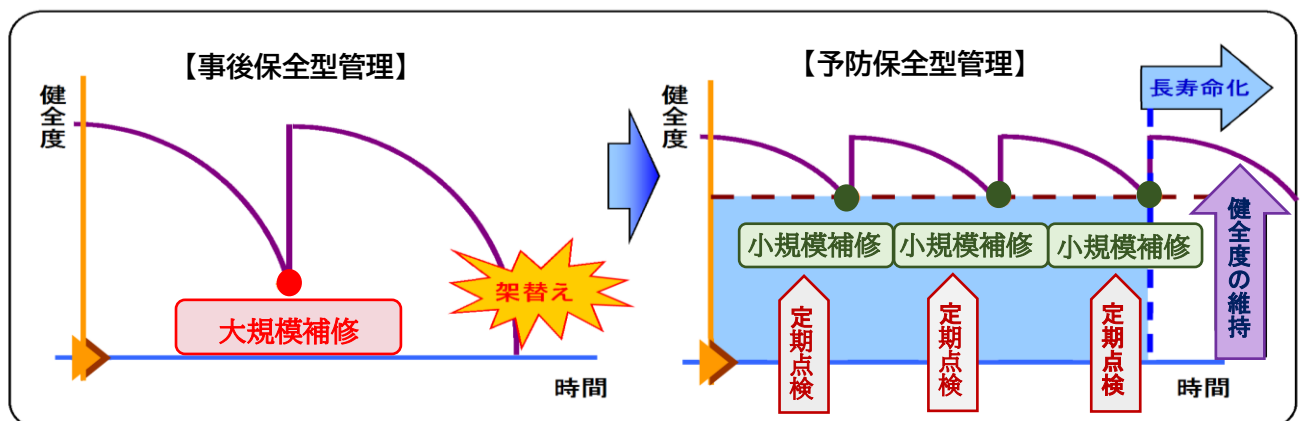 【事後保全型管理】
健全度
大規模補修
架替え
時間
【予防保全型管理】
長寿命化
健全度
小規模補修
小規模補修
小規模補修
健全度の維持
定期点検
定期点検
定期点検
時間